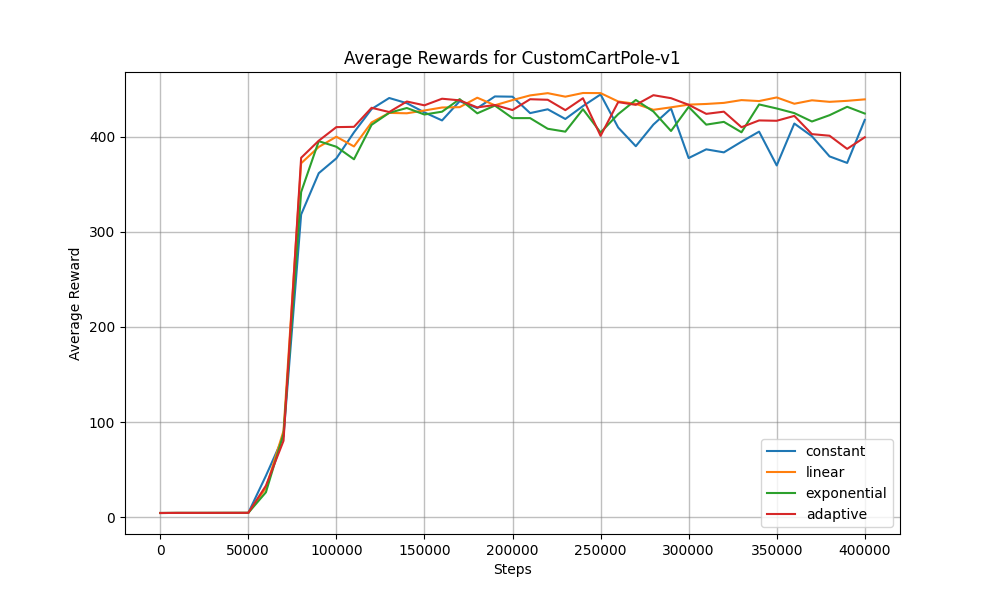 Average Rewards for CustomCartPole-v1
Average Reward
400
300
200
100
0
constant
linear
exponential
adaptive
0 50000 100000 150000 200000 250000 300000 350000 400000
Steps